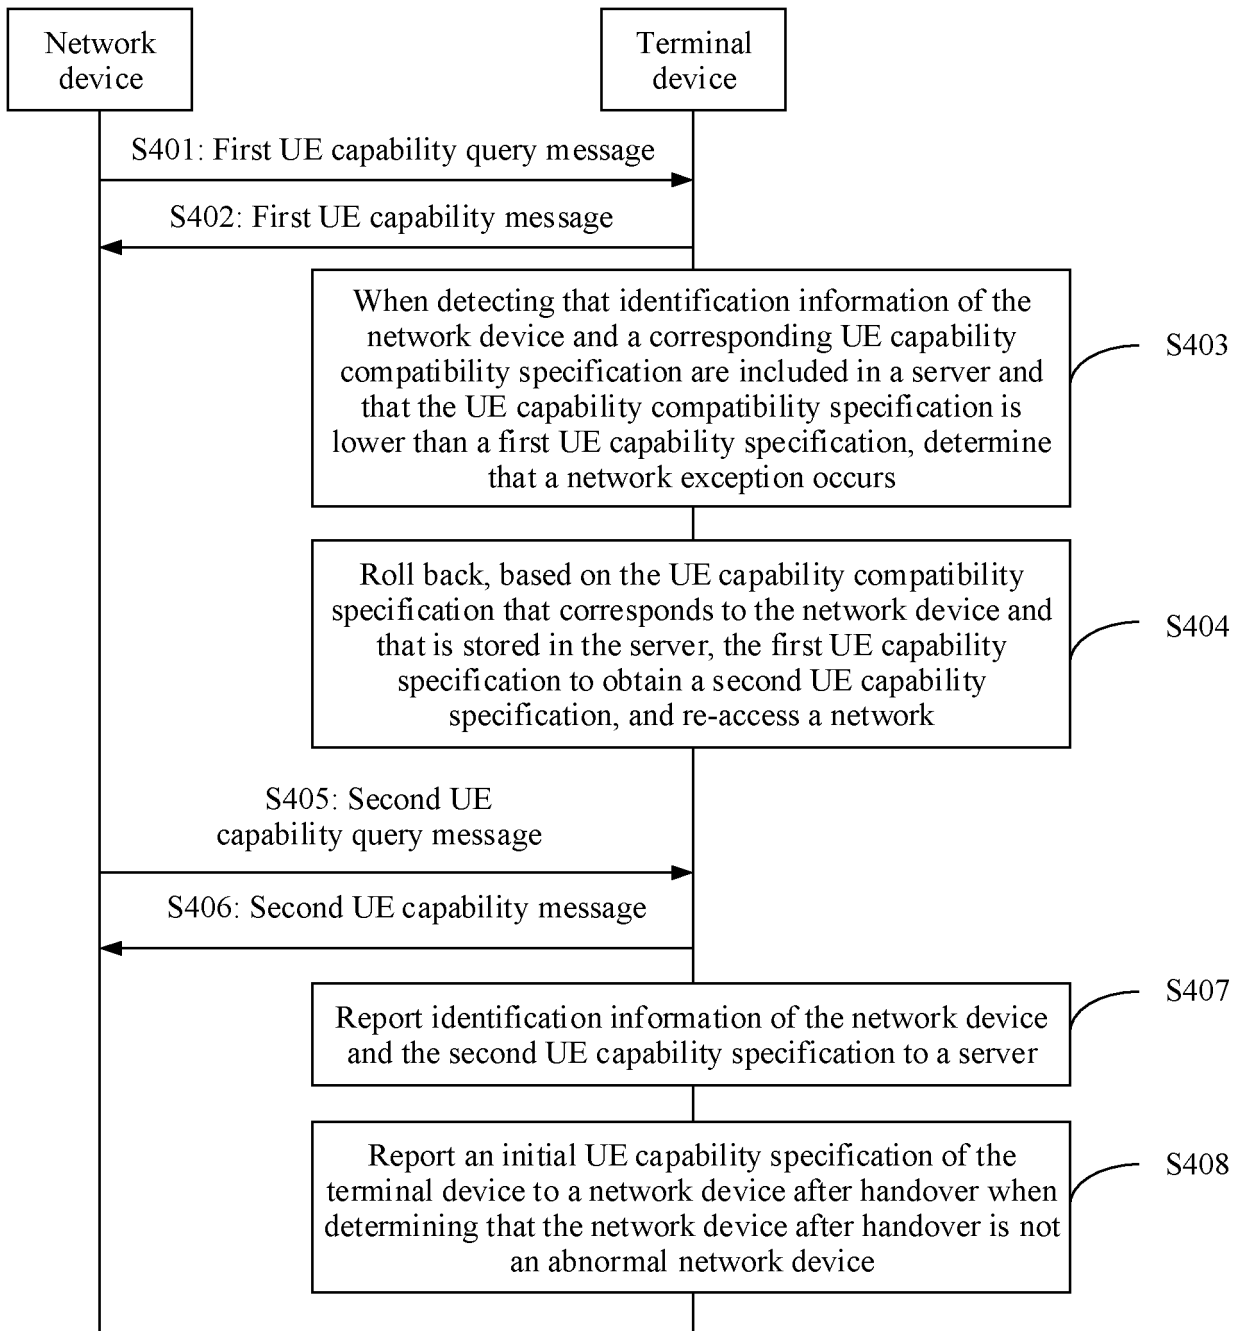 Network
device
Terminal
device
S401: First UE capability query message
S402: First UE capability message
When detecting that identification information of the
network device and a corresponding UE capability
compatibility specification are included in a server and
that the UE capability compatibility specification is
lower than a first UE capability specification, determine
that a network exception occurs
S403
Roll back, based on the UE capability compatibility
specification that corresponds to the network device and
that is stored in the server, the first UE capability
specification to obtain a second UE capability
specification, and re-access a network
S404
S405: Second UE
capability query message
S406: Second UE capability message
Report identification information of the network device
and the second UE capability specification to a server
S407
Report an initial UE capability specification of the
terminal device to a network device after handover when
determining that the network device after handover is not
an abnormal network device
S408